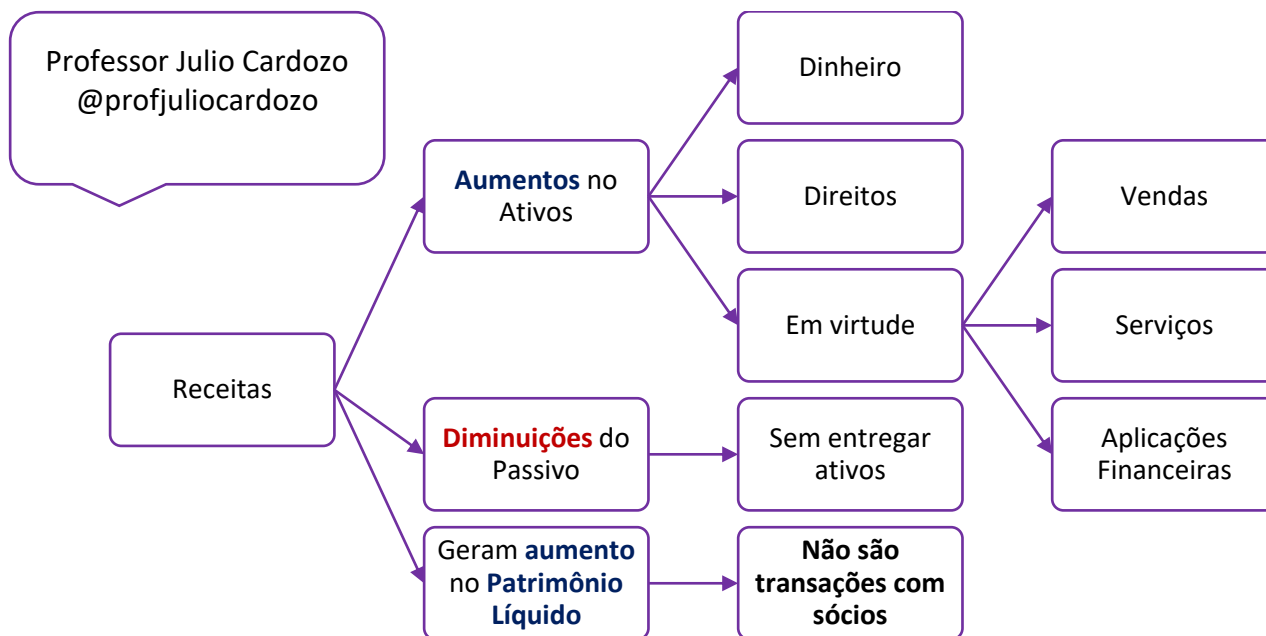 Professor Julio Cardozo
@profjuliocardozo
Receitas
Aumentos no
Ativos
Dinheiro
Direitos
Em virtude
Vendas
Serviços
Aplicações
Financeiras
Diminuições do
Passivo
Sem entregar
ativos
Geram aumento
no Patrimônio
Líquido
Não são
transações com
sócios